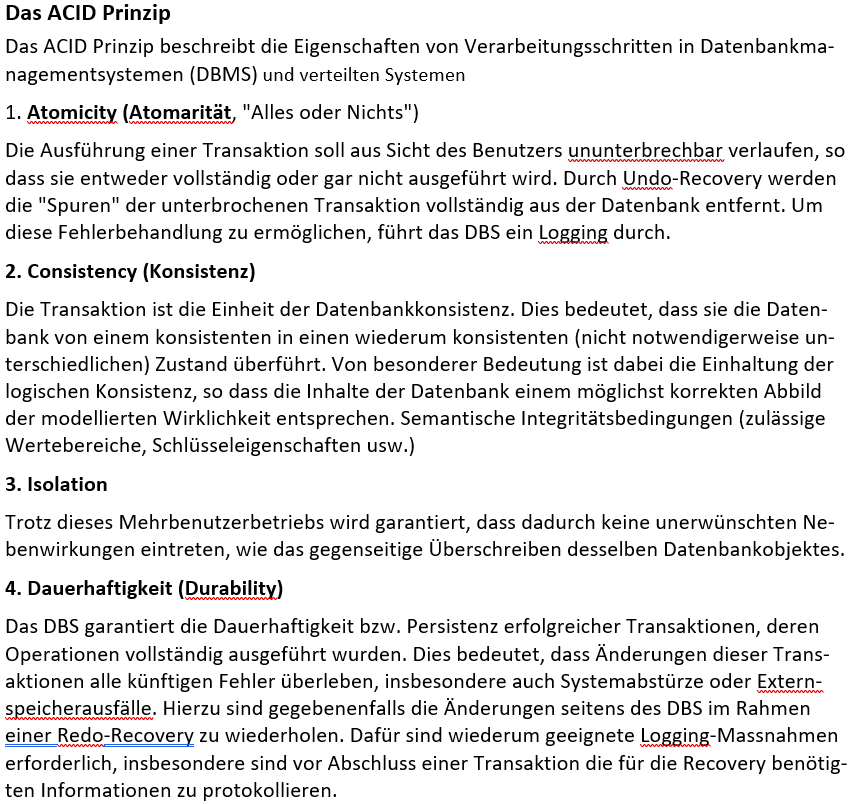 Das ACID Prinzip
Das ACID Prinzip beschreibt die Eigenschaften von Verarbeitungsschritten in Datenbankma-
nagementsystemen (DBMS) und verteilten Systemen
1. Atomicity (Atomarität, "Alles oder Nichts")
Die Ausführung einer Transaktion soll aus Sicht des Benutzers ununterbrechbar verlaufen, so
dass sie entweder vollständig oder gar nicht ausgeführt wird. Durch Undo-Recovery werden
die "Spuren" der unterbrochenen Transaktion vollständig aus der Datenbank entfernt. Um
diese Fehlerbehandlung zu ermöglichen, führt das DBS ein Logging durch.
2. Consistency (Konsistenz)
Die Transaktion ist die Einheit der Datenbankkonsistenz. Dies bedeutet, dass sie die Daten-
bank von einem konsistenten in einen wiederum konsistenten (nicht notwendigerweise un-
terschiedlichen) Zustand überführt. Von besonderer Bedeutung ist dabei die Einhaltung der
logischen Konsistenz, so dass die Inhalte der Datenbank einem möglichst korrekten Abbild
der modellierten Wirklichkeit entsprechen. Semantische Integritätsbedingungen (zulässige
Wertebereiche, Schlüsseleigenschaften usw.)
3. Isolation
Trotz dieses Mehrbenutzerbetriebs wird garantiert, dass dadurch keine unerwünschten Ne-
benwirkungen eintreten, wie das gegenseitige Überschreiben desselben Datenbankobjektes.
4. Dauerhaftigkeit (Durability)
Das DBS garantiert die Dauerhaftigkeit bzw. Persistenz erfolgreicher Transaktionen, deren
Operationen vollständig ausgeführt wurden. Dies bedeutet, dass Änderungen dieser Trans-
aktionen alle künftigen Fehler überleben, insbesondere auch Systemabstürze oder Extern-
speicherausfälle. Hierzu sind gegebenenfalls die Änderungen seitens des DBS im Rahmen
einer Redo-Recovery zu wiederholen. Dafür sind wiederum geeignete Logging-Massnahmen
erforderlich, insbesondere sind vor Abschluss einer Transaktion die für die Recovery benötig-
ten Informationen zu protokollieren.